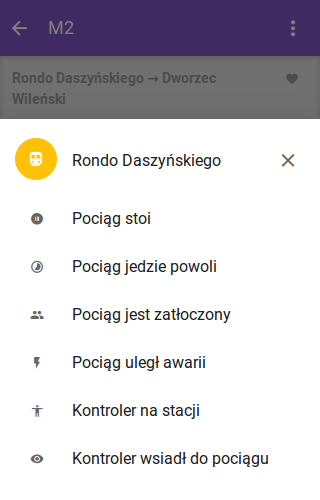 M2
Rondo Daszyńskiego → Dworzec
Wileński
Rondo Daszyńskiego
Pociąg stoi
Pociąg jedzie powoli
Pociąg jest zatłoczony
Pociąg uległ awarii
Kontroler na stacji
Kontroler wsiadł do pociągu